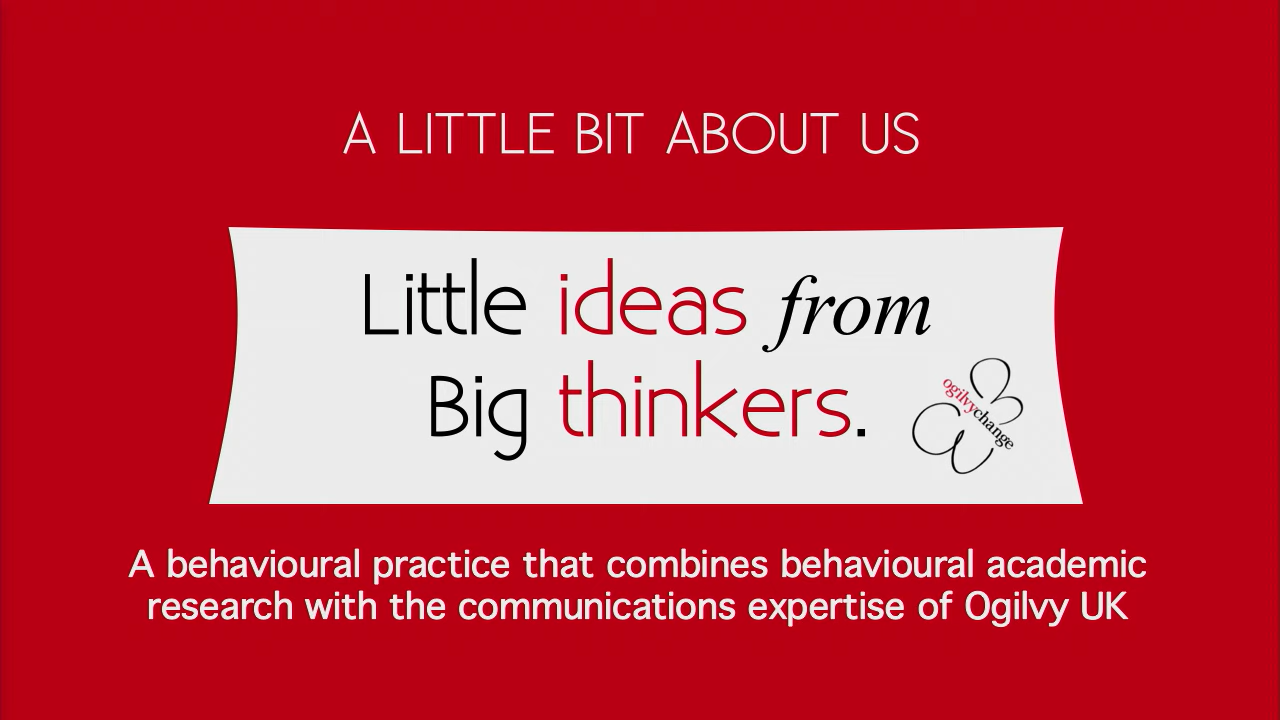 A LITTLE BIT ABOUT US
Little ideas from
Big thinkers.
ogilvychange
A behavioural practice that combines behavioural academic
research with the communications expertise of Ogilvy UK